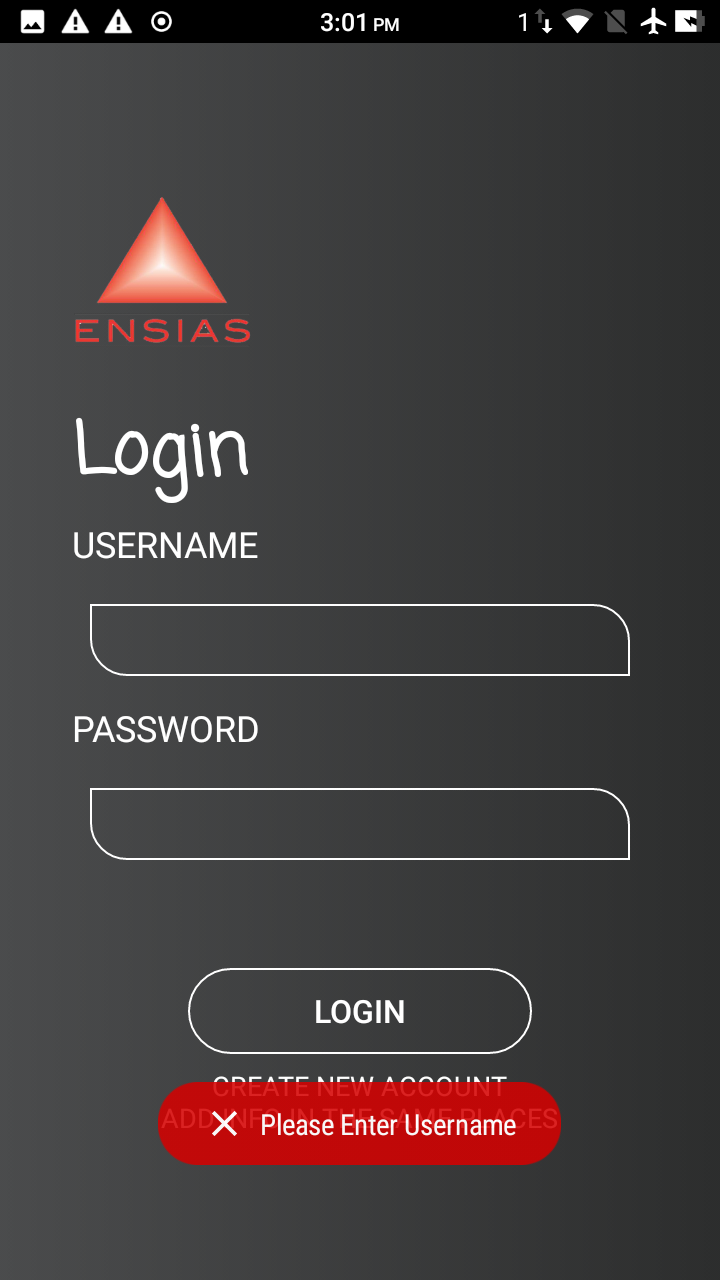 3:01 PM
1
ENSIAS
Login
USERNAME
PASSWORD
LOGIN
CREATE NEW ACCOUNT
ADD INFO IN THE SAME PLACES
Please Enter Username